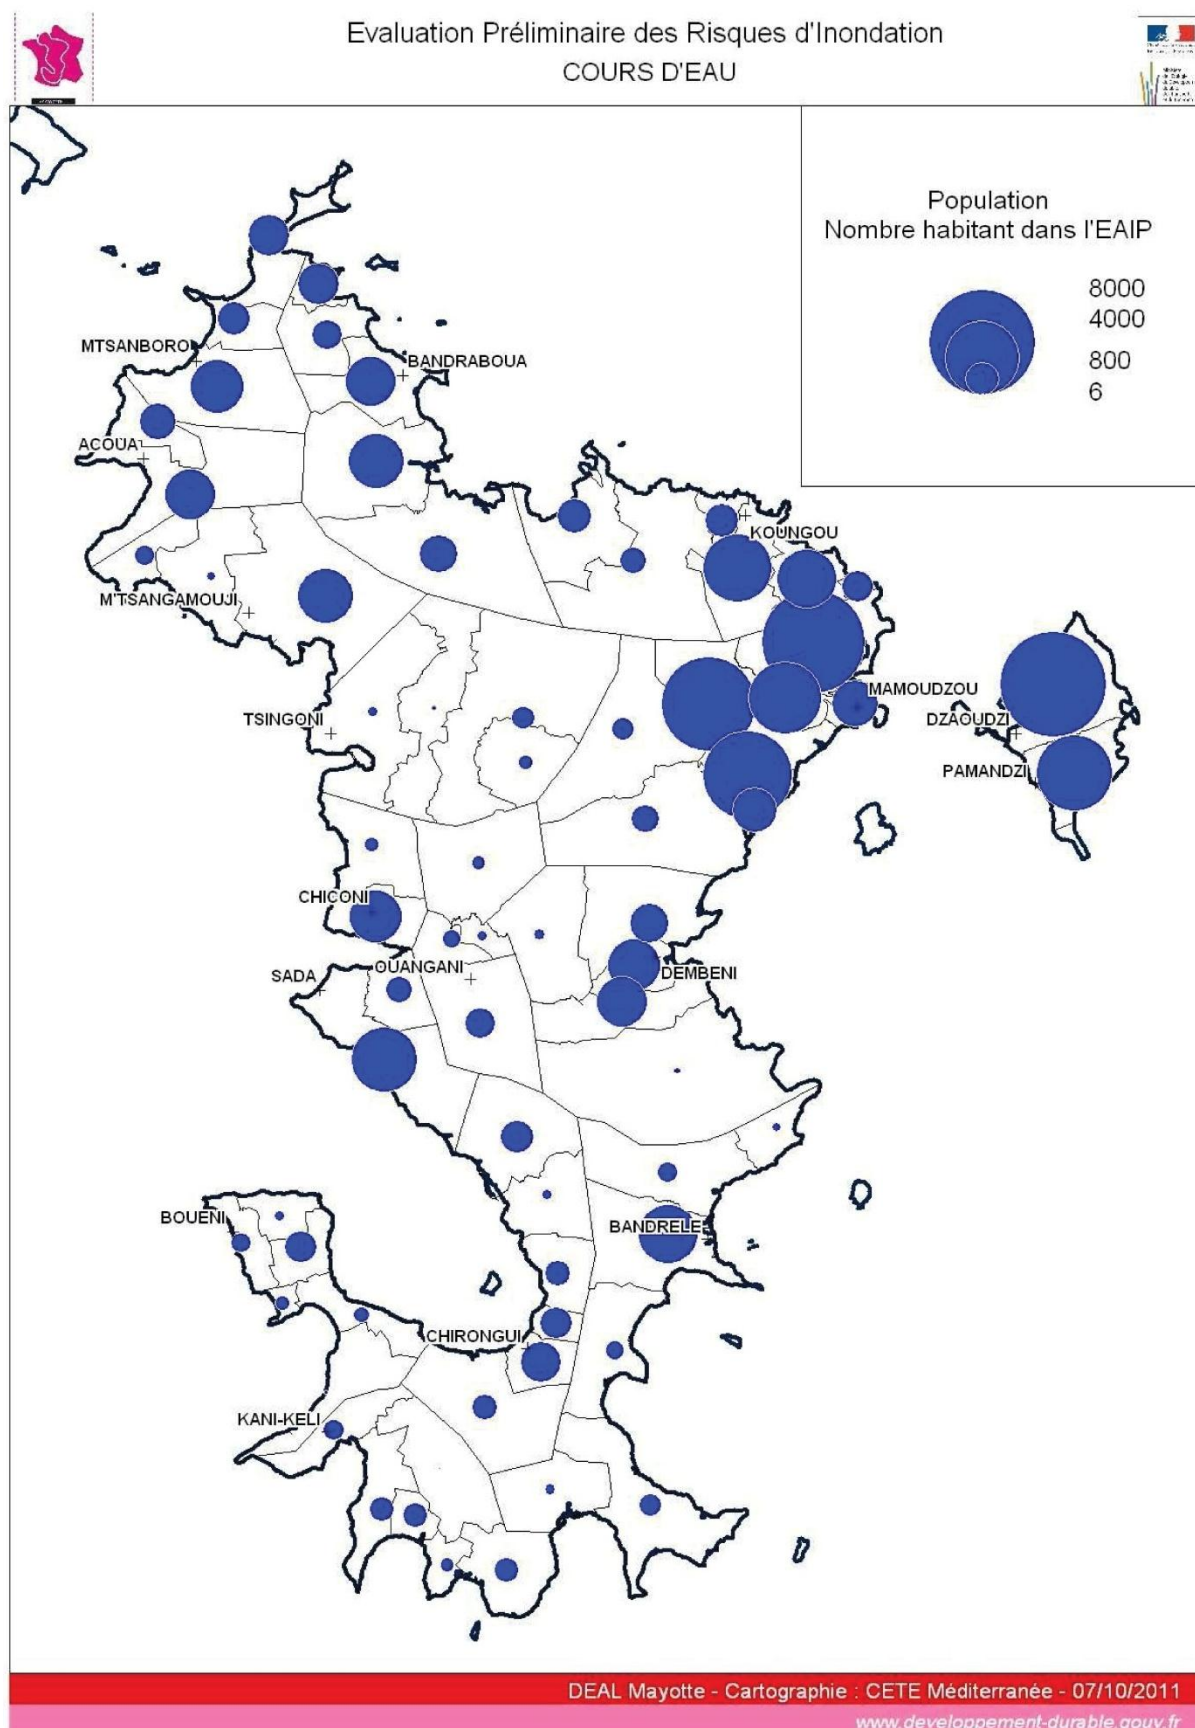 Evaluation Préliminaire des Risques d'Inondation
COURS D'EAU
Population
Nombre habitant dans l'EAIP
8000
4000
800
6
MTSANBORO
BANDRABOUA
ACOUA
KOUNGOU
M'TSANGAMOUJI
MAMOUDZOU
TSINGONI
DZAOUDZI
PAMANDZI
CHICONI
OUANGANI
SADA
DEMBENI
BOUENI
BANDRELE
CHIRONGUI
KANI-KELI
DEAL Mayotte - Cartographie : CETE Méditerranée - 07/10/2011
www.developpement-durable.gouv.fr